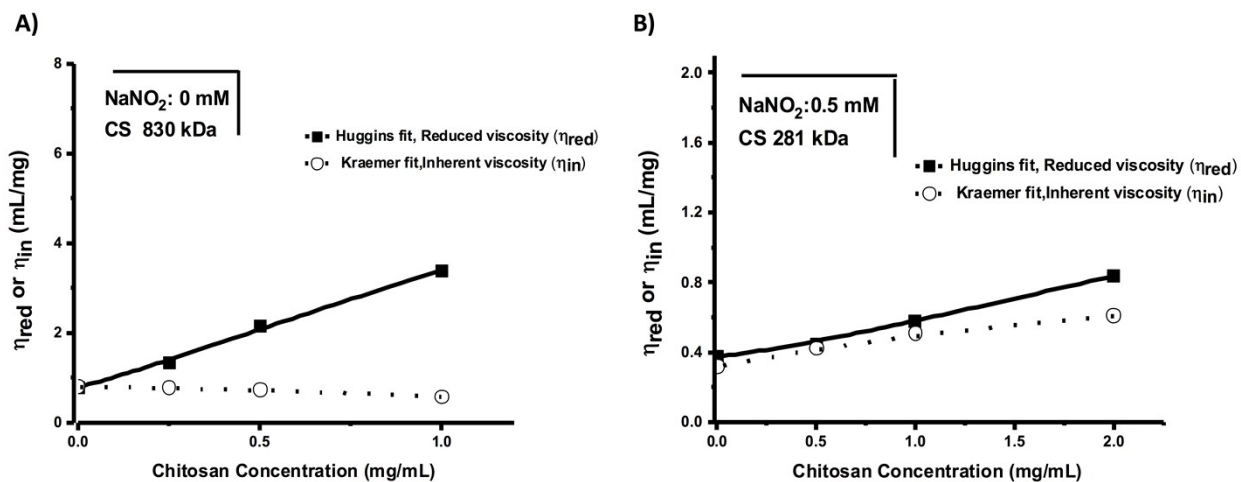 A)
NaNO₂: 0 mM
CS 830 kDa
Huggins fit, Reduced viscosity (ηred)
Kraemer fit,Inherent viscosity (ηin)
ηred or ηin (mL/mg)
8
6
4
2
0
0.0 0.5 1.0
Chitosan Concentration (mg/mL)
B)
NaNO₂:0.5 mM
CS 281 kDa
Huggins fit, Reduced viscosity (ηred)
Kraemer fit,Inherent viscosity (ηin)
ηred or ηin (mL/mg)
2.0
1.6
1.2
0.8
0.4
0.0
0.0 0.5 1.0 1.5 2.0
Chitosan Concentration (mg/mL)